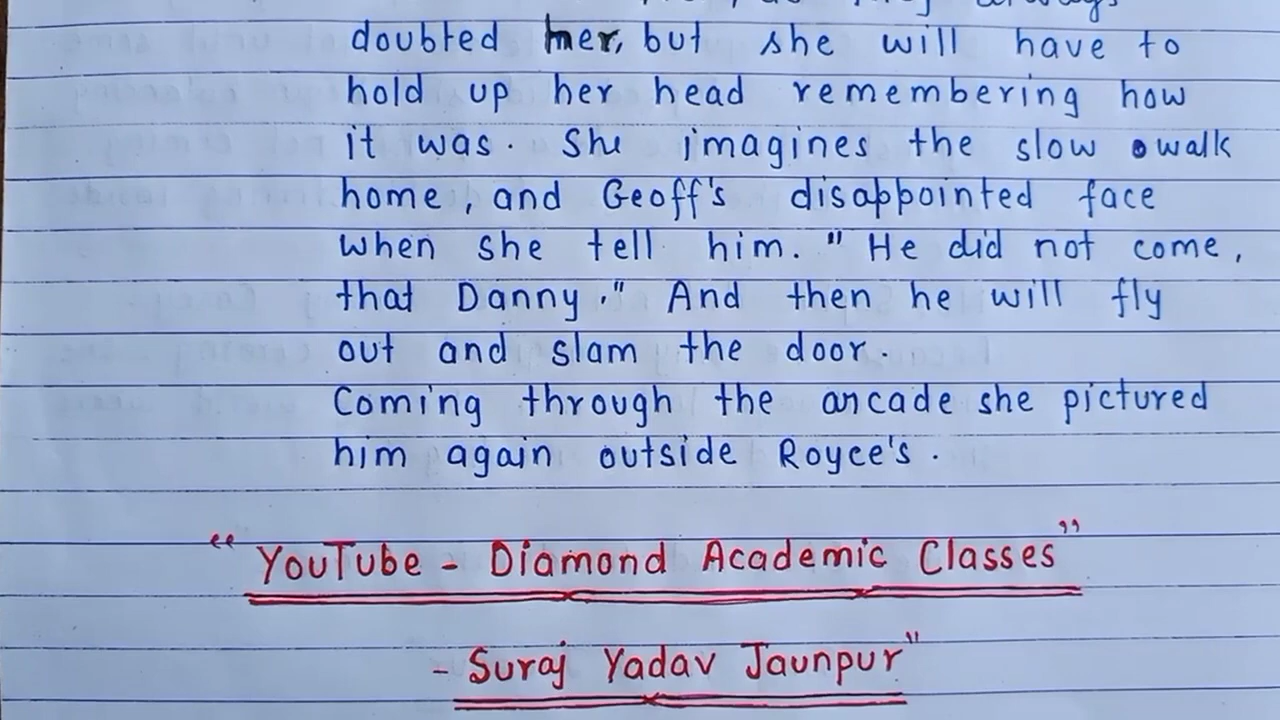 always
doubted her, but she will have to
hold up her head remembering how
it was. She imagines the slow walk
home, and Geoff's disappointed face
when she tell him. " He did not come,
that Danny." And then he will fly
out and slam the door.
Coming through the arcade she pictured
him again outside Royce's.
“ YouTube - Diamond Academic Classes ”
- Suraj Yadav Jaunpur "